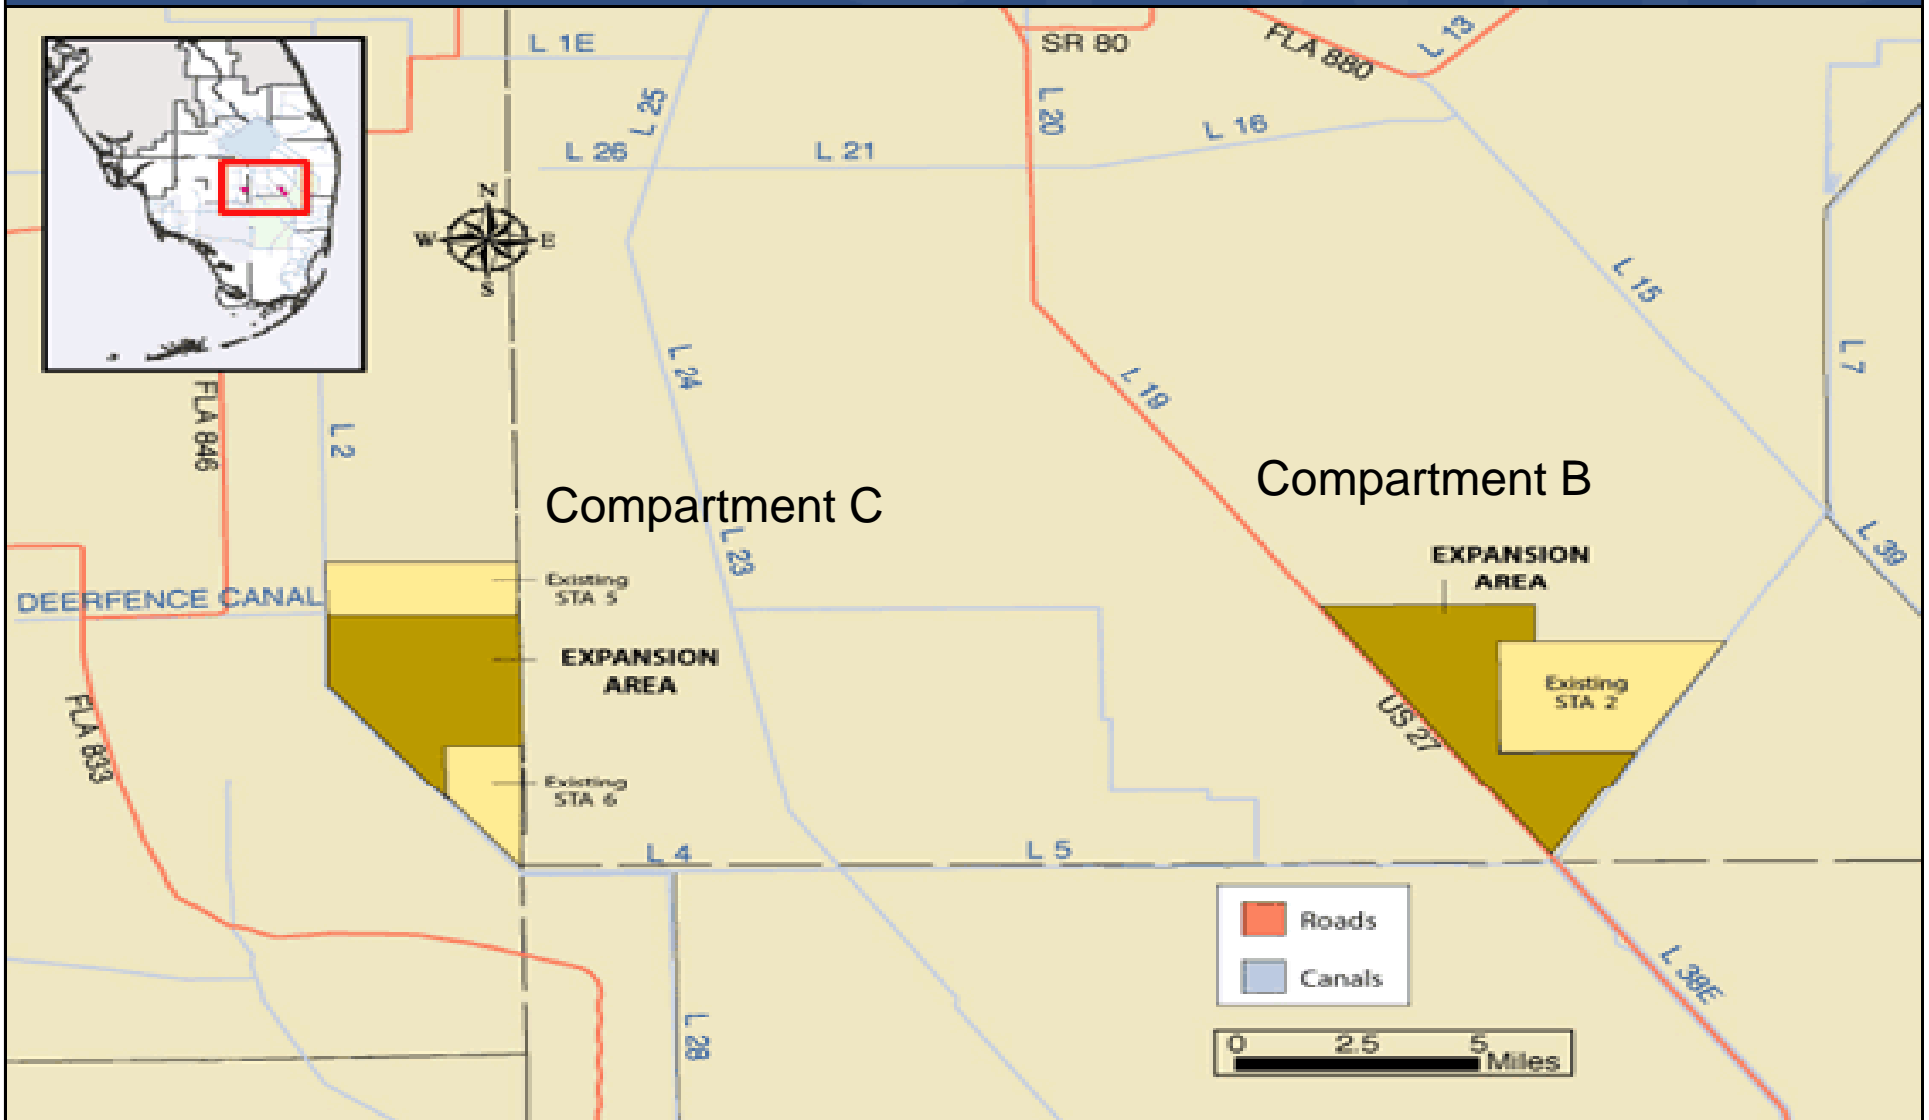 L 1E
SR 80
FLA 880
L 13
L 25
L 20
L 16
L 26
L 21
N
W
E
S
L 15
L 7
L 24
L 19
FLA 846
L 2
Compartment C
Compartment B
L 23
L 39
EXPANSION
AREA
Existing
STA 5
DEERFENCE CANAL
EXPANSION
AREA
Existing
STA 2
US 27
FLA 833
Existing
STA 6
L 4
L 5
Roads
Canals
L 38E
L 28
0 2.5 5
Miles